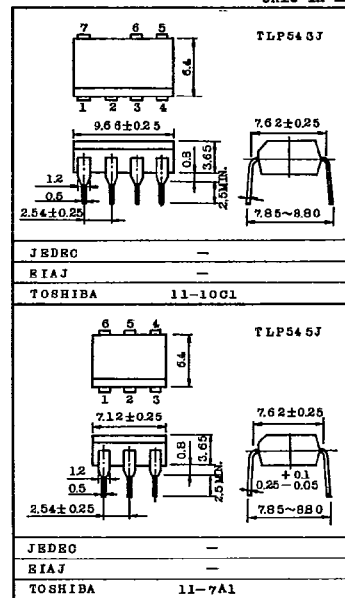 TLP543J
7 6 5
6.4
1 2 3 4
9.66±0.25
7.62±0.25
1.2
0.8
3.65
0.5
2.5MIN.
2.54±0.25
7.85~8.80
JEDEC —
EIAJ —
TOSHIBA 11-10C1
TLP545J
6 5 4
6.4
1 2 3
7.12±0.25
7.62±0.25
1.2
0.8
3.65
0.5
2.5MIN.
+0.1
0.25-0.05
2.54±0.25
7.85~8.80
JEDEC —
EIAJ —
TOSHIBA 11-7A1